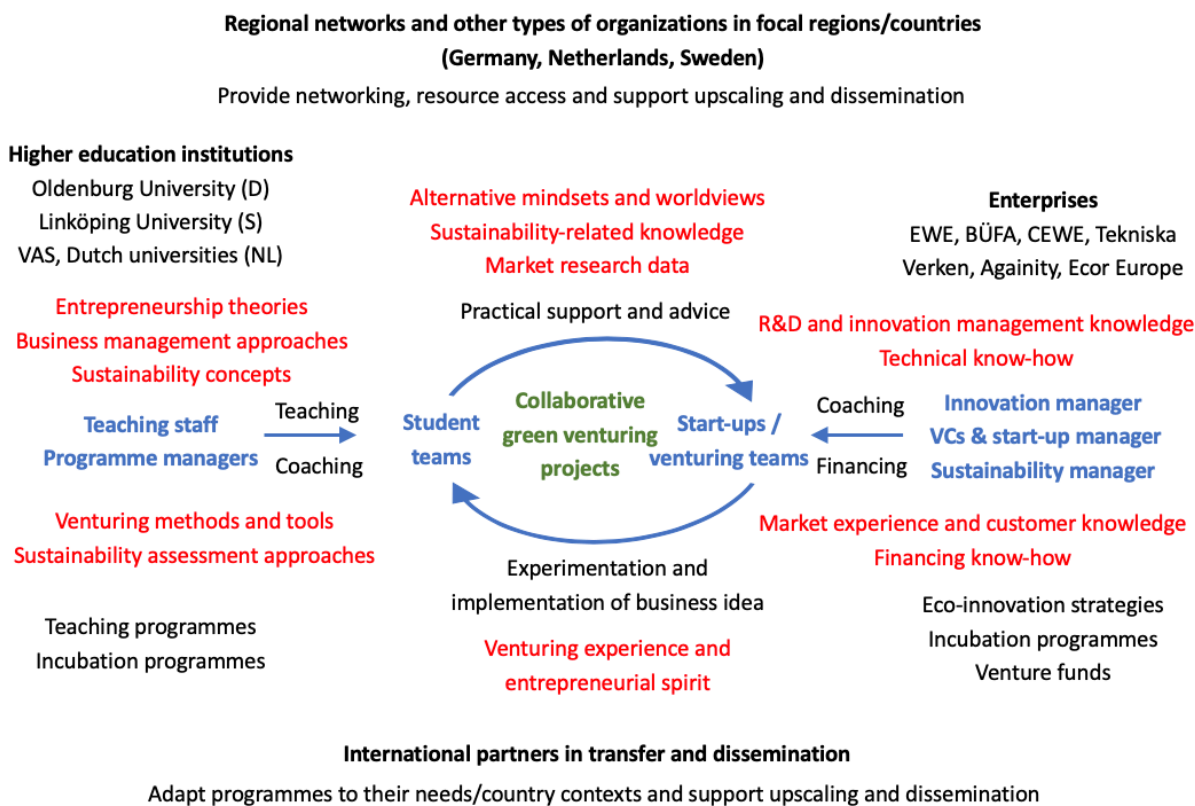 Regional networks and other types of organizations in focal regions/countries
(Germany, Netherlands, Sweden)
Provide networking, resource access and support upscaling and dissemination
Higher education institutions
Oldenburg University (D)
Linköping University (S)
VAS, Dutch universities (NL)
Entrepreneurship theories
Business management approaches
Sustainability concepts
Teaching staff
Programme managers
Teaching
Coaching
Venturing methods and tools
Sustainability assessment approaches
Teaching programmes
Incubation programmes
Alternative mindsets and worldviews
Sustainability-related knowledge
Market research data
Practical support and advice
Student
teams
Collaborative
green venturing
projects
Start-ups /
venturing teams
Experimentation and
implementation of business idea
Venturing experience and
entrepreneurial spirit
Enterprises
EWE, BÜFA, CEWE, Tekniska
Verken, Againity, Ecor Europe
R&D and innovation management knowledge
Technical know-how
Coaching
Financing
Innovation manager
VCs & start-up manager
Sustainability manager
Market experience and customer knowledge
Financing know-how
Eco-innovation strategies
Incubation programmes
Venture funds
International partners in transfer and dissemination
Adapt programmes to their needs/country contexts and support upscaling and dissemination